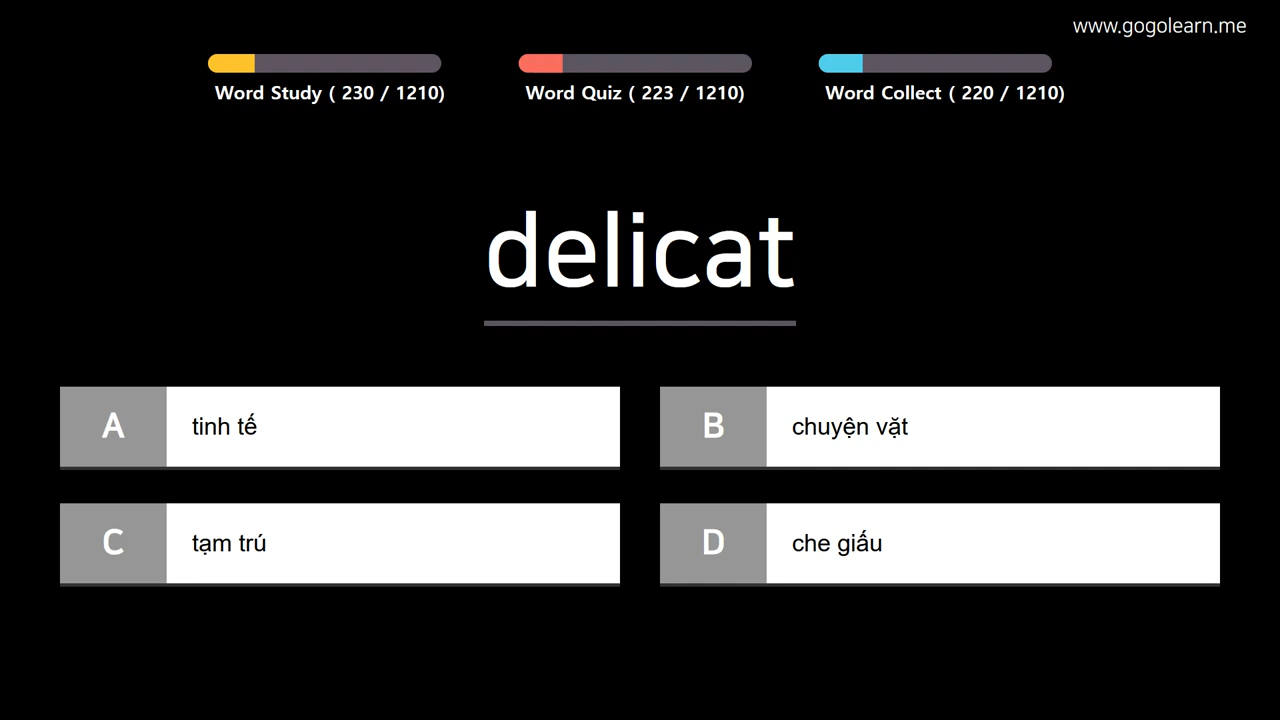 www.gogolearn.me
Word Study ( 230 / 1210)
Word Quiz ( 223 / 1210)
Word Collect ( 220 / 1210)
delicat
A tinh tế
B chuyện vặt
C tạm trú
D che giấu